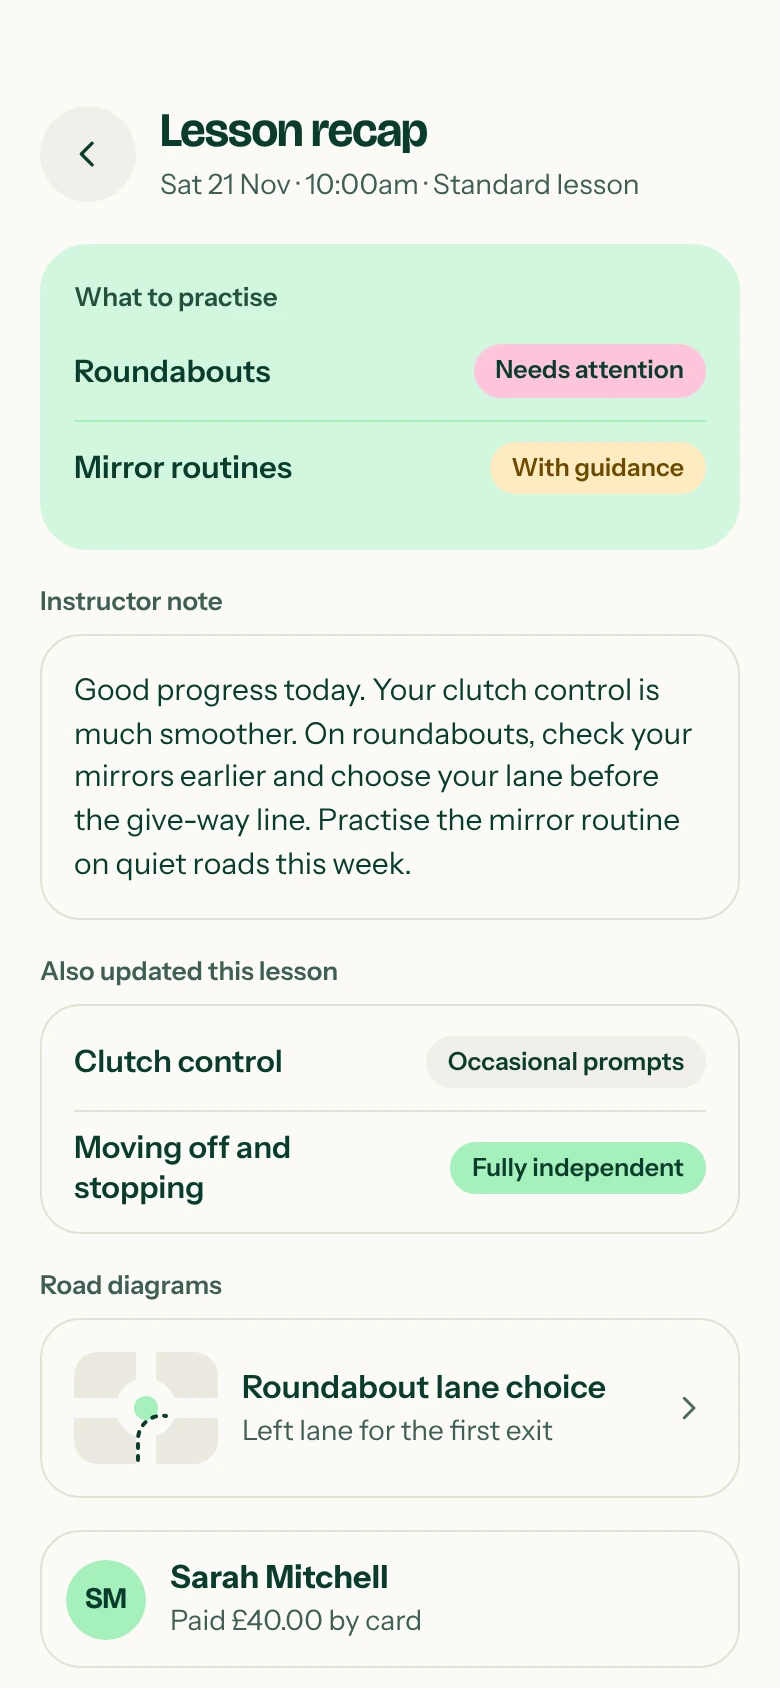 Lesson recap
Sat 21 Nov · 10:00am · Standard lesson
What to practise
Roundabouts
Needs attention
Mirror routines
With guidance
Instructor note
Good progress today. Your clutch control is
much smoother. On roundabouts, check your
mirrors earlier and choose your lane before
the give-way line. Practise the mirror routine
on quiet roads this week.
Also updated this lesson
Clutch control
Occasional prompts
Moving off and
stopping
Fully independent
Road diagrams
Roundabout lane choice
Left lane for the first exit
SM
Sarah Mitchell
Paid £40.00 by card